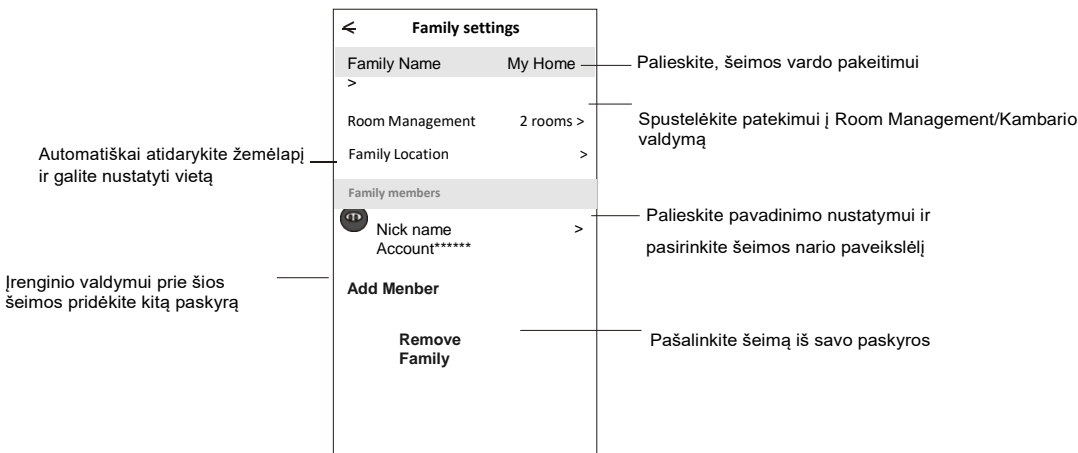 < Family settings
Family Name My Home
>
Palieskite, šeimos vardo pakeitimui
Room Management 2 rooms >
Spustelėkite patekimui į Room Management/Kambario
valdymą
Automatiškai atidarykite žemėlapį
ir galite nustatyti vietą
Family Location >
Family members
Nick name >
Account******
Palieskite pavadinimo nustatymui ir
pasirinkite šeimos nario paveikslėlį
Įrenginio valdymui prie šios
šeimos pridėkite kitą paskyrą
Add Menber
Remove
Family
Pašalinkite šeimą iš savo paskyros